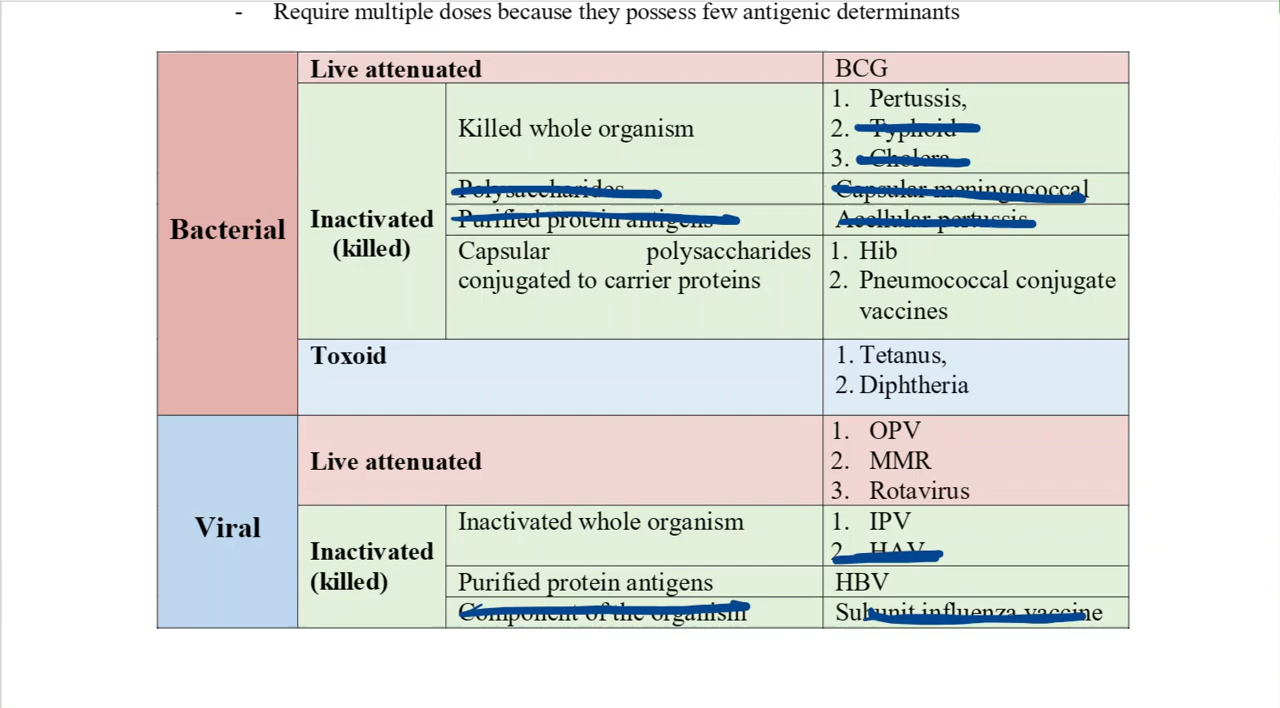 - Require multiple doses because they possess few antigenic determinants
Bacterial
Live attenuated
BCG
Inactivated
(killed)
Killed whole organism
1. Pertussis,
2. Typhoid
3. Cholera
Polysaccharides
Capsular meningococcal
Purified protein antigens
Acellular pertussis
Capsular polysaccharides
conjugated to carrier proteins
1. Hib
2. Pneumococcal conjugate
vaccines
Toxoid
1. Tetanus,
2. Diphtheria
Viral
Live attenuated
1. OPV
2. MMR
3. Rotavirus
Inactivated
(killed)
Inactivated whole organism
1. IPV
2. HAV
Purified protein antigens
HBV
Component of the organism
Subunit influenza vaccine